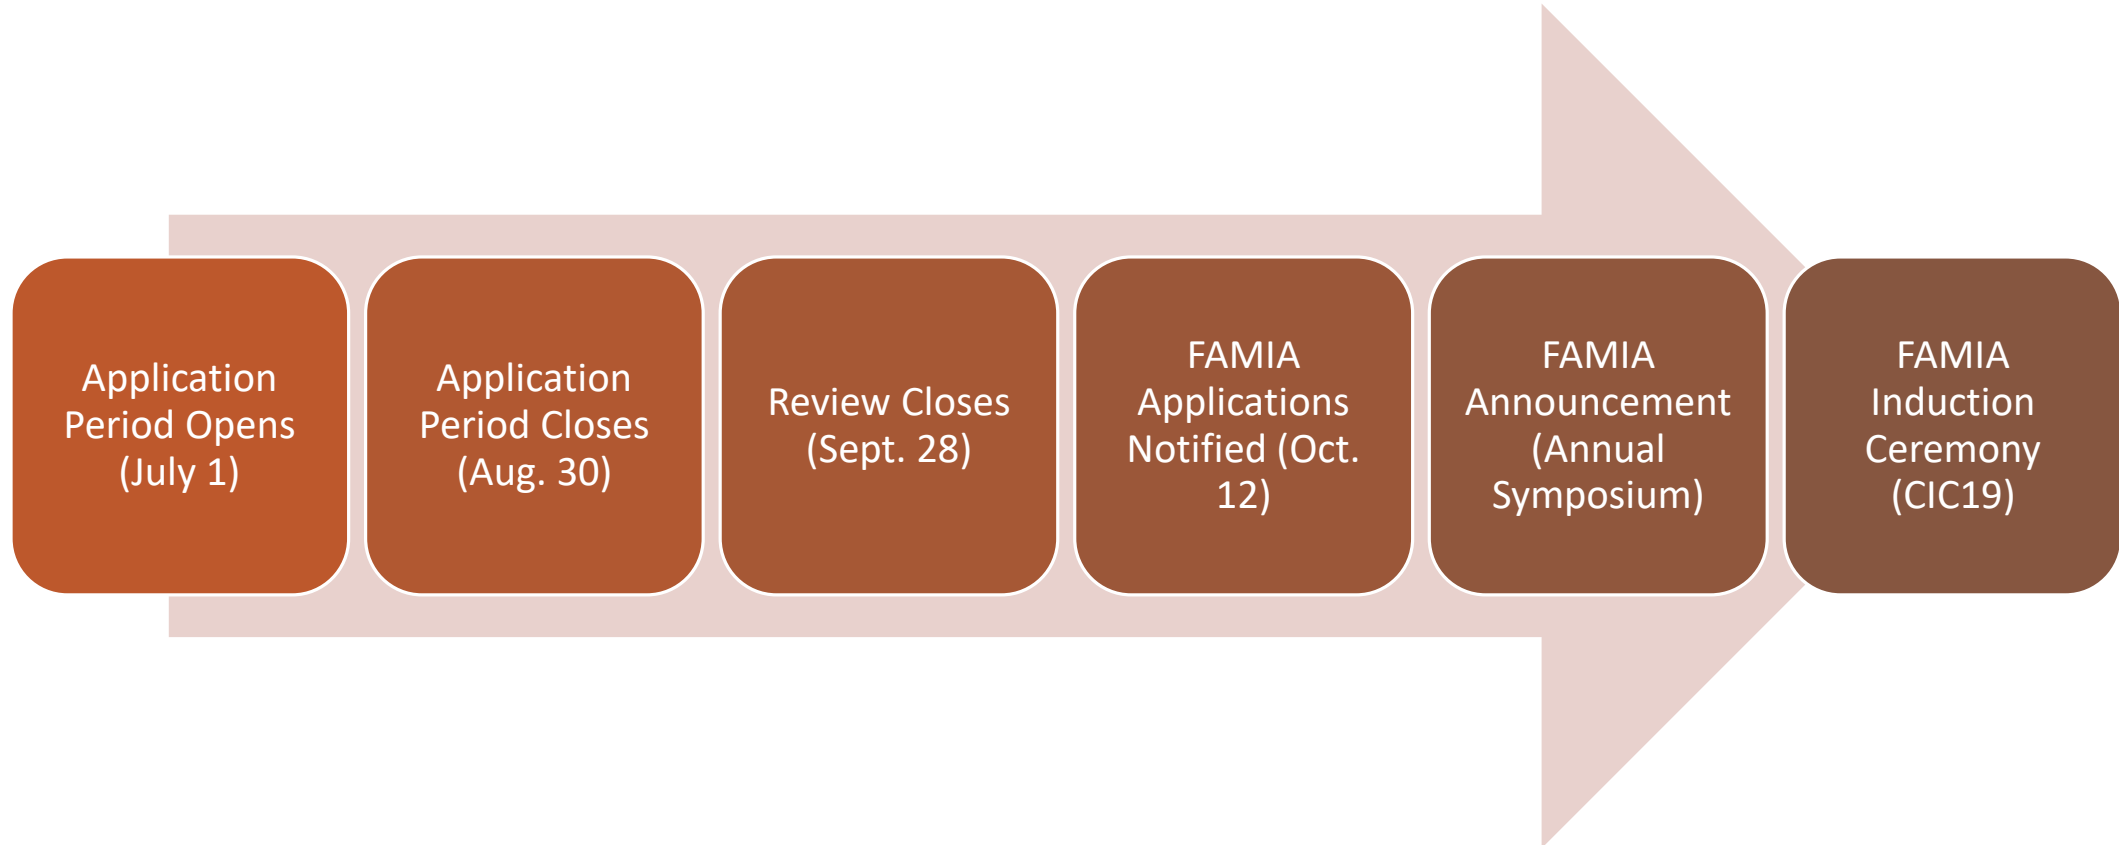 Application
Period Opens
(July 1)
Application
Period Closes
(Aug. 30)
Review Closes
(Sept. 28)
FAMIA
Applications
Notified (Oct.
12)
FAMIA
Announcement
(Annual
Symposium)
FAMIA
Induction
Ceremony
(CIC19)